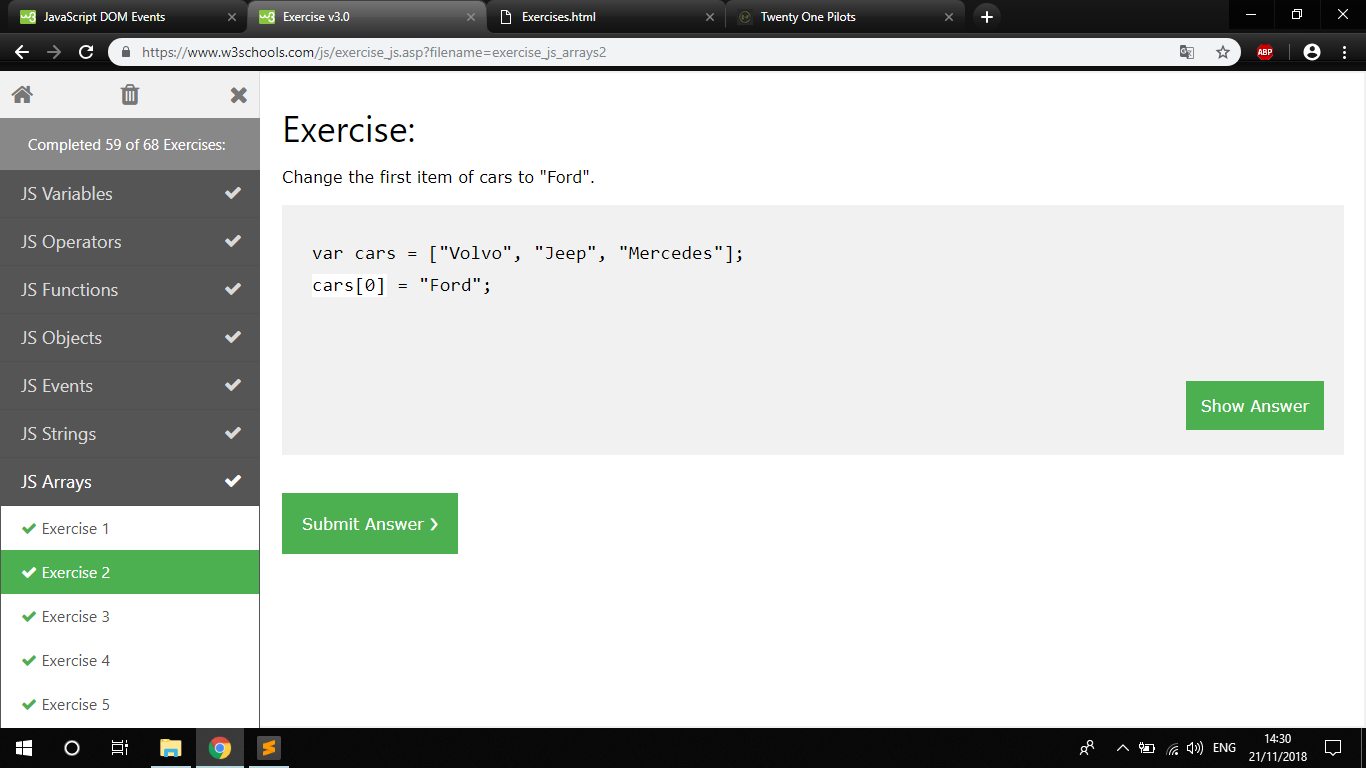 JavaScript DOM Events
Exercise v3.0
Exercises.html
Twenty One Pilots
https://www.w3schools.com/js/exercise_js.asp?filename=exercise_js_arrays2
ABP
Completed 59 of 68 Exercises:
JS Variables
JS Operators
JS Functions
JS Objects
JS Events
JS Strings
JS Arrays
Exercise 1
Exercise 2
Exercise 3
Exercise 4
Exercise 5
Exercise:
Change the first item of cars to "Ford".
var cars = ["Volvo", "Jeep", "Mercedes"];
cars[0] = "Ford";
Show Answer
Submit Answer ❯
ENG
14:30
21/11/2018